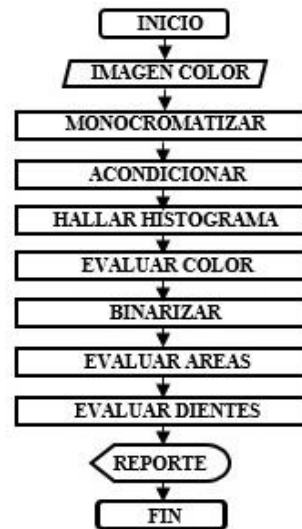 INICIO
IMAGEN COLOR
MONOCROMATIZAR
ACONDICIONAR
HALLAR HISTOGRAMA
EVALUAR COLOR
BINARIZAR
EVALUAR AREAS
EVALUAR DIENTES
REPORTE
FIN